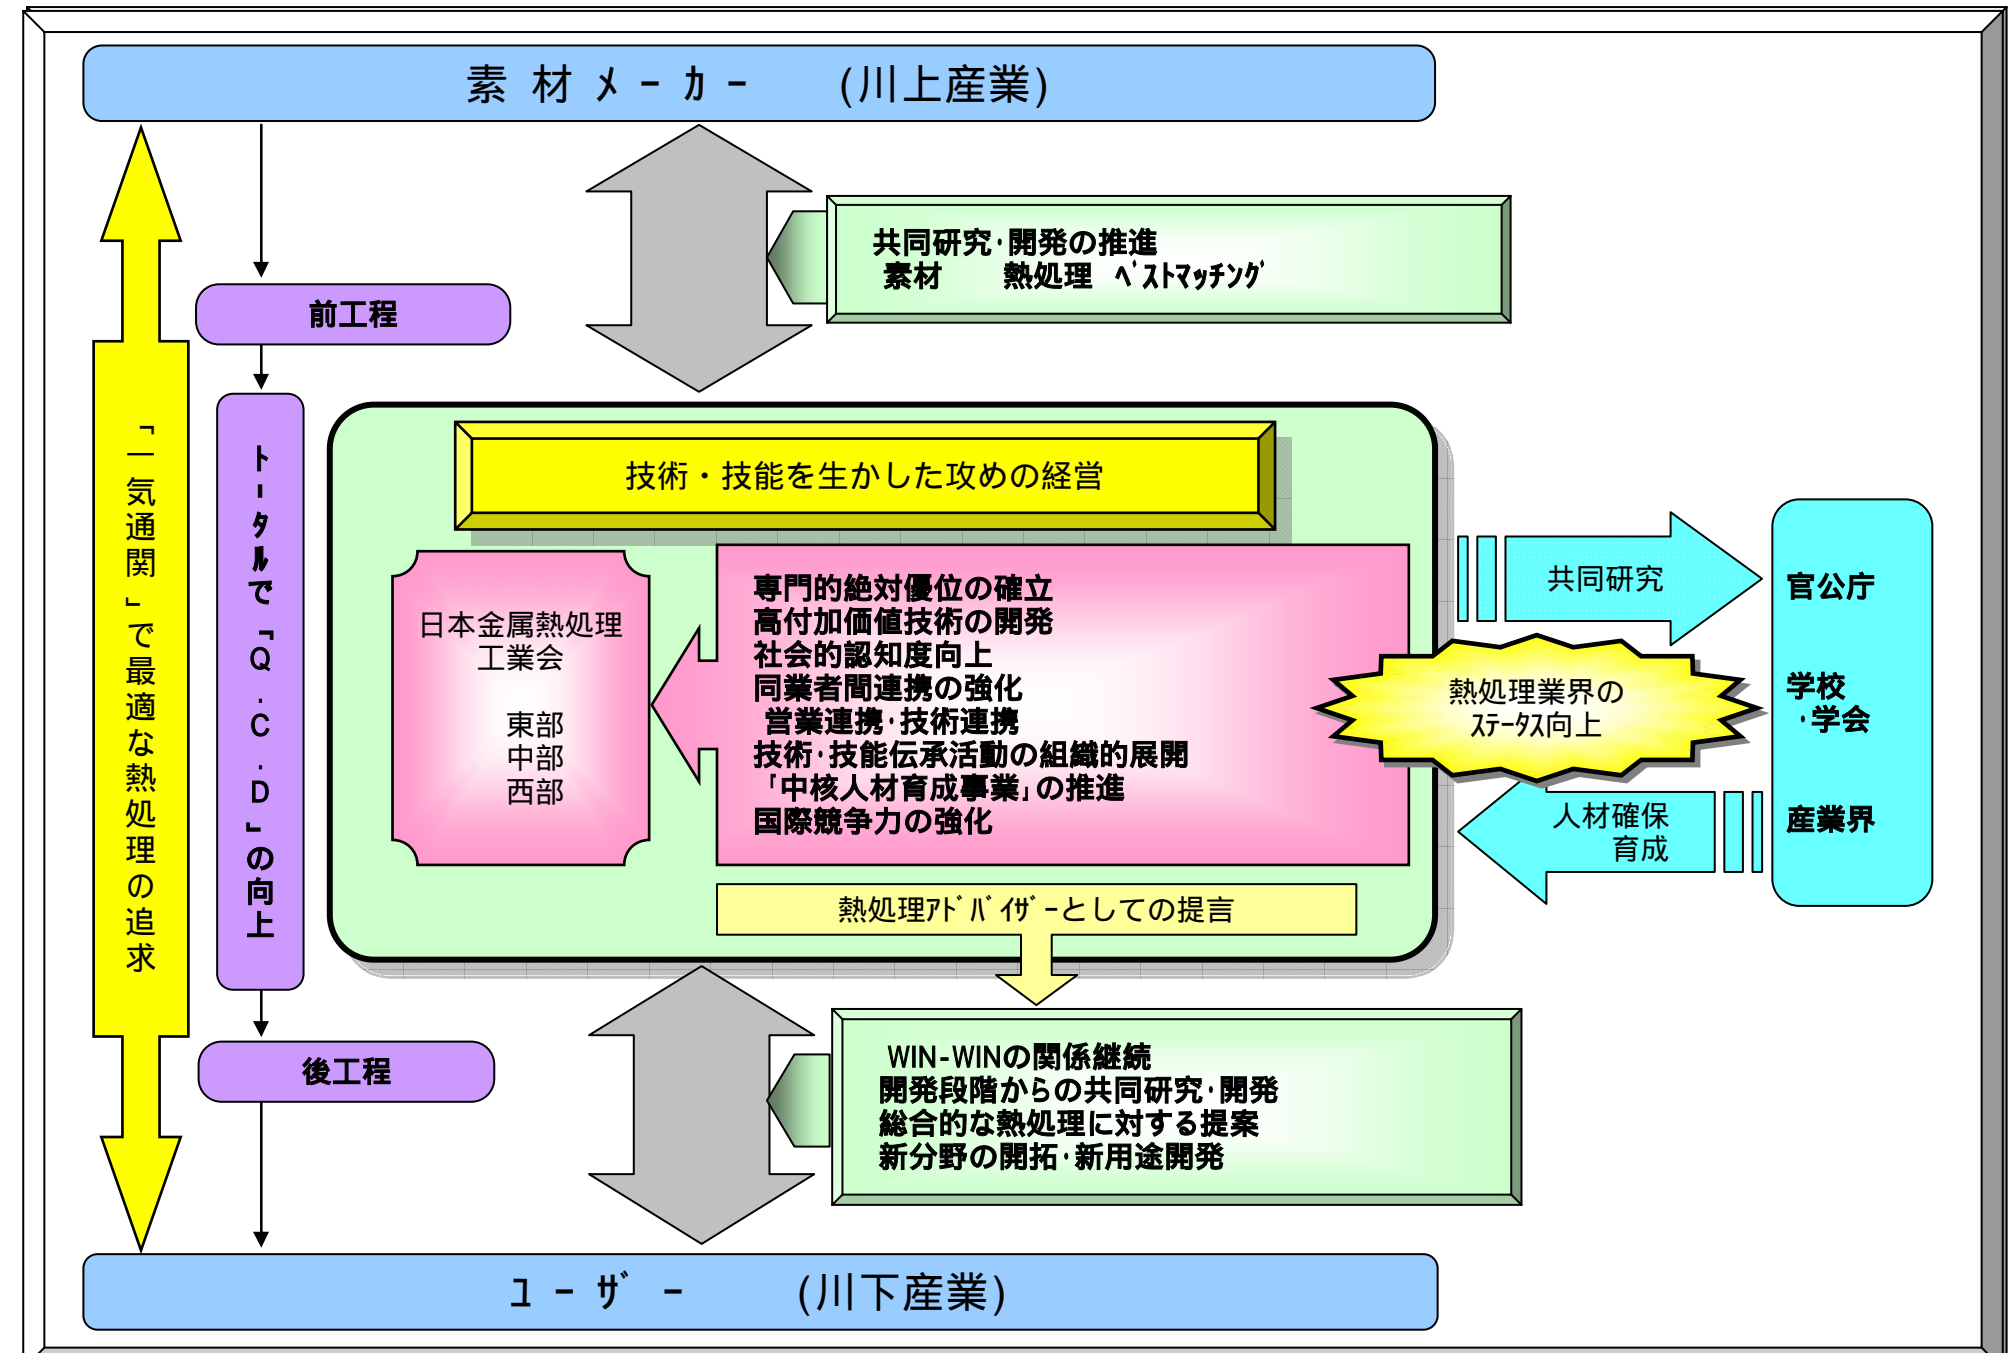 素 材 ﾒ ｰ ｶ ｰ (川上産業)
共同研究･開発の推進
素材 熱処理 ﾍﾞｽﾄﾏｯﾁﾝｸﾞ
前工程
「一気通関」で最適な熱処理の追求
ﾄｰﾀﾙで「Q.C.D」の向上
技術・技能を生かした攻めの経営
日本金属熱処理
工業会
東部
中部
西部
専門的絶対優位の確立
高付加価値技術の開発
社会的認知度向上
同業者間連携の強化
営業連携･技術連携
技術･技能伝承活動の組織的展開
「中核人材育成事業」の推進
国際競争力の強化
熱処理ｱﾄﾞﾊﾞｲｻﾞｰとしての提言
共同研究
熱処理業界の
ｽﾃｰﾀｽ向上
人材確保
育成
官公庁
学校
･学会
産業界
後工程
WIN-WINの関係継続
開発段階からの共同研究･開発
総合的な熱処理に対する提案
新分野の開拓･新用途開発
ﾕ ｰ ｻﾞ ｰ (川下産業)